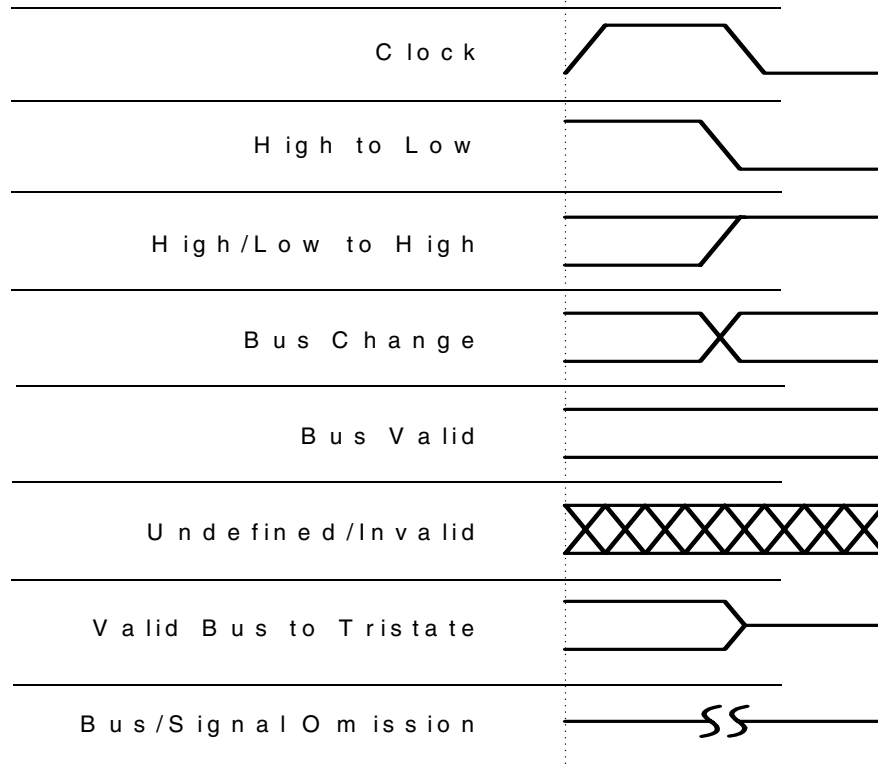 Clock
High to Low
High/Low to High
Bus Change
Bus Valid
Undefined/Invalid
Valid Bus to Tristate
Bus/Signal Omission